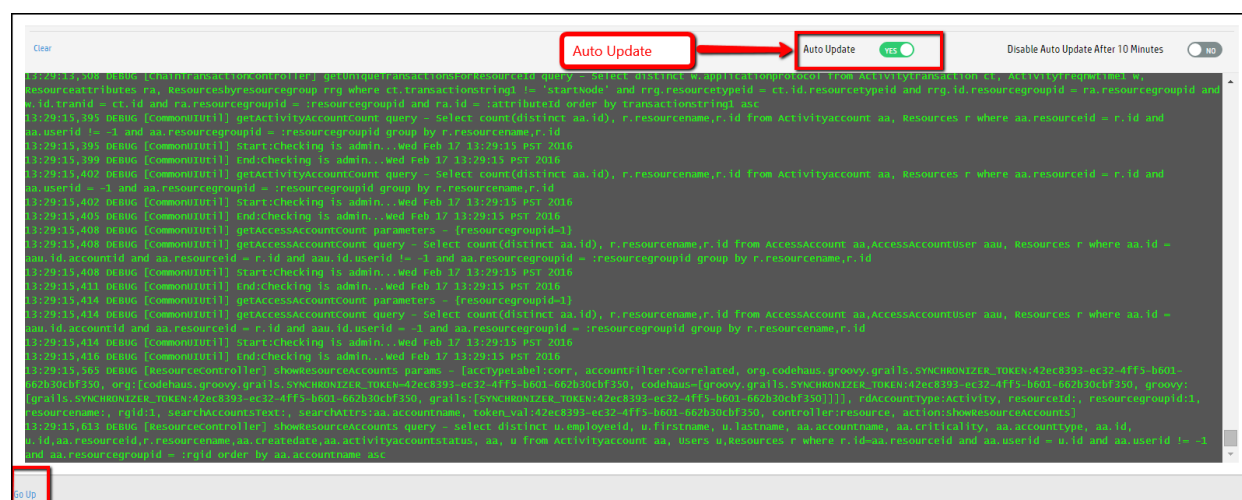 Clear
Auto Update
Auto Update YES
Disable Auto Update After 10 Minutes NO
13:29:13,508 DEBUG [ChainTransactionController] getUniqueTransactionsForResourceId query - Select distinct w.applicationprotocol from Activitytransaction ct, Activityfreqnwtime1 w,
Resourceattributes ra, Resourcesbyresourcegroup rrg where ct.transactionstring1 != 'startNode' and rrg.resourcetypeid = ct.id.resourcetypeid and rrg.id.resourcegroupid = ra.resourcegroupid and
w.id.tranid = ct.id and ra.resourcegroupid = :resourcegroupid and ra.id = :attributeId order by transactionstring1 asc
13:29:15,395 DEBUG [CommonUIUtil] getActivityAccountCount query - Select count(distinct aa.id), r.resourcename,r.id from Activityaccount aa, Resources r where aa.resourceid = r.id and
aa.userid != -1 and aa.resourcegroupid = :resourcegroupid group by r.resourcename,r.id
13:29:15,395 DEBUG [CommonUIUtil] Start:Checking is admin...Wed Feb 17 13:29:15 PST 2016
13:29:15,399 DEBUG [CommonUIUtil] End:Checking is admin...Wed Feb 17 13:29:15 PST 2016
13:29:15,402 DEBUG [CommonUIUtil] getActivityAccountCount query - Select count(distinct aa.id), r.resourcename,r.id from Activityaccount aa, Resources r where aa.resourceid = r.id and
aa.userid = -1 and aa.resourcegroupid = :resourcegroupid group by r.resourcename,r.id
13:29:15,402 DEBUG [CommonUIUtil] Start:Checking is admin...Wed Feb 17 13:29:15 PST 2016
13:29:15,405 DEBUG [CommonUIUtil] End:Checking is admin...Wed Feb 17 13:29:15 PST 2016
13:29:15,408 DEBUG [CommonUIUtil] getAccessAccountCount parameters - {resourcegroupid=1}
13:29:15,408 DEBUG [CommonUIUtil] getAccessAccountCount query - Select count(distinct aa.id), r.resourcename,r.id from AccessAccount aa,AccessAccountUser aau, Resources r where aa.id =
aau.id.accountid and aa.resourceid = r.id and aau.id.userid != -1 and aa.resourcegroupid = :resourcegroupid group by r.resourcename,r.id
13:29:15,408 DEBUG [CommonUIUtil] Start:Checking is admin...Wed Feb 17 13:29:15 PST 2016
13:29:15,411 DEBUG [CommonUIUtil] End:Checking is admin...Wed Feb 17 13:29:15 PST 2016
13:29:15,414 DEBUG [CommonUIUtil] getAccessAccountCount parameters - {resourcegroupid=1}
13:29:15,414 DEBUG [CommonUIUtil] getAccessAccountCount query - Select count(distinct aa.id), r.resourcename,r.id from AccessAccount aa,AccessAccountUser aau, Resources r where aa.id =
aau.id.accountid and aa.resourceid = r.id and aau.id.userid = -1 and aa.resourcegroupid = :resourcegroupid group by r.resourcename,r.id
13:29:15,414 DEBUG [CommonUIUtil] Start:Checking is admin...Wed Feb 17 13:29:15 PST 2016
13:29:15,416 DEBUG [CommonUIUtil] End:Checking is admin...Wed Feb 17 13:29:15 PST 2016
13:29:15,565 DEBUG [ResourceController] showResourceAccounts params - [accTypeLabel:corr, accountFilter:Correlated, org.codehaus.groovy.grails.SYNCHRONIZER_TOKEN:42ec8393-ec32-4ff5-b601-
662b30cbf350, org:[codehaus.groovy.grails.SYNCHRONIZER_TOKEN:42ec8393-ec32-4ff5-b601-662b30cbf350, codehaus:[groovy.grails.SYNCHRONIZER_TOKEN:42ec8393-ec32-4ff5-b601-662b30cbf350, groovy:
[grails.SYNCHRONIZER_TOKEN:42ec8393-ec32-4ff5-b601-662b30cbf350, grails:[SYNCHRONIZER_TOKEN:42ec8393-ec32-4ff5-b601-662b30cbf350]]]], rdAccountType:Activity, resourceId:, resourcegroupid:1,
resourcename:, rgid:1, searchAccountsText:, searchAttrs:aa.accountname, token_val:42ec8393-ec32-4ff5-b601-662b30cbf350, controller:resource, action:showResourceAccounts]
13:29:15,613 DEBUG [ResourceController] showResourceAccounts query - select distinct u.employeeid, u.firstname, u.lastname, aa.accountname, aa.criticality, aa.accounttype, aa.id,
u.id,aa.resourceid,r.resourcename,aa.createdate,aa.activityaccountstatus, aa, u from Activityaccount aa, Users u,Resources r where r.id=aa.resourceid and aa.userid = u.id and aa.userid != -1
and aa.resourcegroupid = :rgid order by aa.accountname asc
Go Up